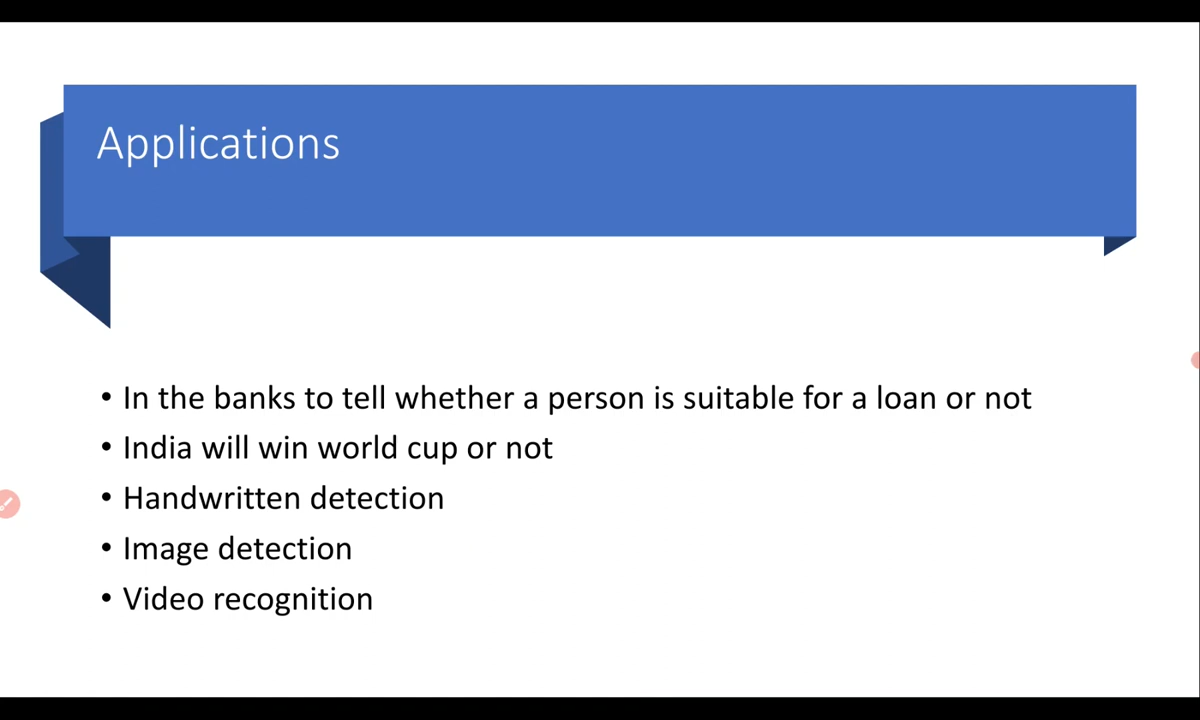 Applications
• In the banks to tell whether a person is suitable for a loan or not
• India will win world cup or not
• Handwritten detection
• Image detection
• Video recognition